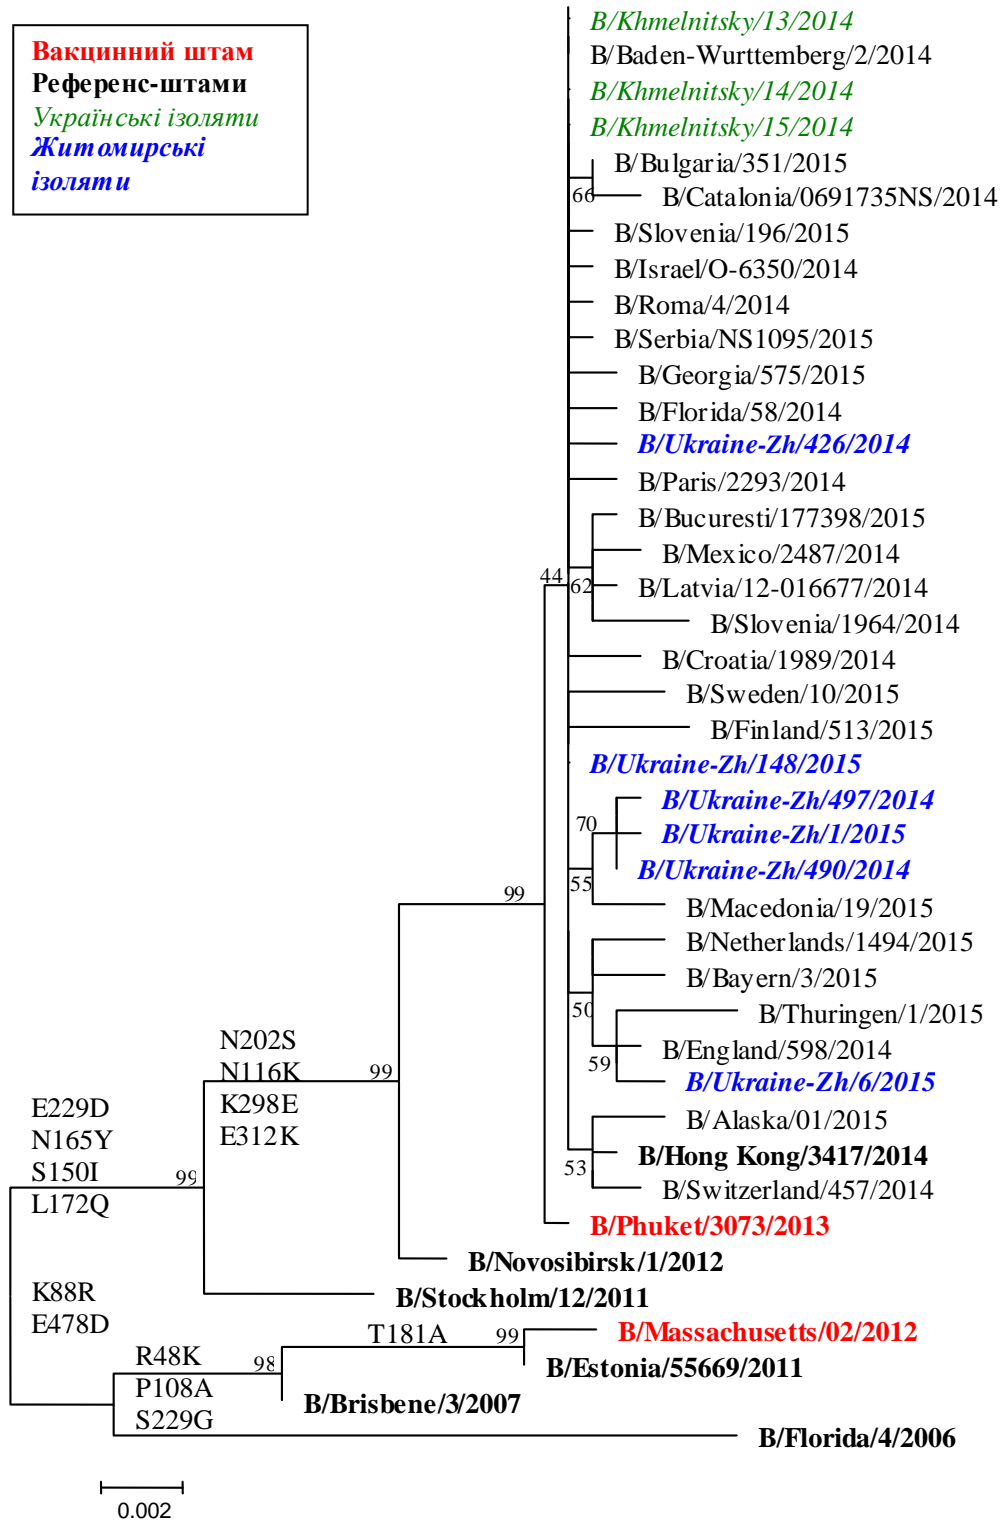 Вакцинний штам
Референс-штами
Українські ізоляти
Житомирські
ізоляти
B/Khmelnitsky/13/2014
B/Baden-Wurttemberg/2/2014
B/Khmelnitsky/14/2014
B/Khmelnitsky/15/2014
B/Bulgaria/351/2015
66
B/Catalonia/0691735NS/2014
B/Slovenia/196/2015
B/Israel/O-6350/2014
B/Roma/4/2014
B/Serbia/NS1095/2015
B/Georgia/575/2015
B/Florida/58/2014
B/Ukraine-Zh/426/2014
B/Paris/2293/2014
B/Bucuresti/177398/2015
B/Mexico/2487/2014
44
62
B/Latvia/12-016677/2014
B/Slovenia/1964/2014
B/Croatia/1989/2014
B/Sweden/10/2015
B/Finland/513/2015
B/Ukraine-Zh/148/2015
B/Ukraine-Zh/497/2014
70
B/Ukraine-Zh/1/2015
B/Ukraine-Zh/490/2014
55
99
B/Macedonia/19/2015
B/Netherlands/1494/2015
B/Bayern/3/2015
50
B/Thuringen/1/2015
B/England/598/2014
59
B/Ukraine-Zh/6/2015
N202S
N116K
K298E
E312K
99
B/Alaska/01/2015
B/Hong Kong/3417/2014
53
B/Switzerland/457/2014
E229D
N165Y
S150I
L172Q
99
B/Phuket/3073/2013
B/Novosibirsk/1/2012
B/Stockholm/12/2011
K88R
E478D
T181A
99
B/Massachusetts/02/2012
B/Estonia/55669/2011
R48K
P108A
S229G
98
B/Brisbene/3/2007
B/Florida/4/2006
0.002